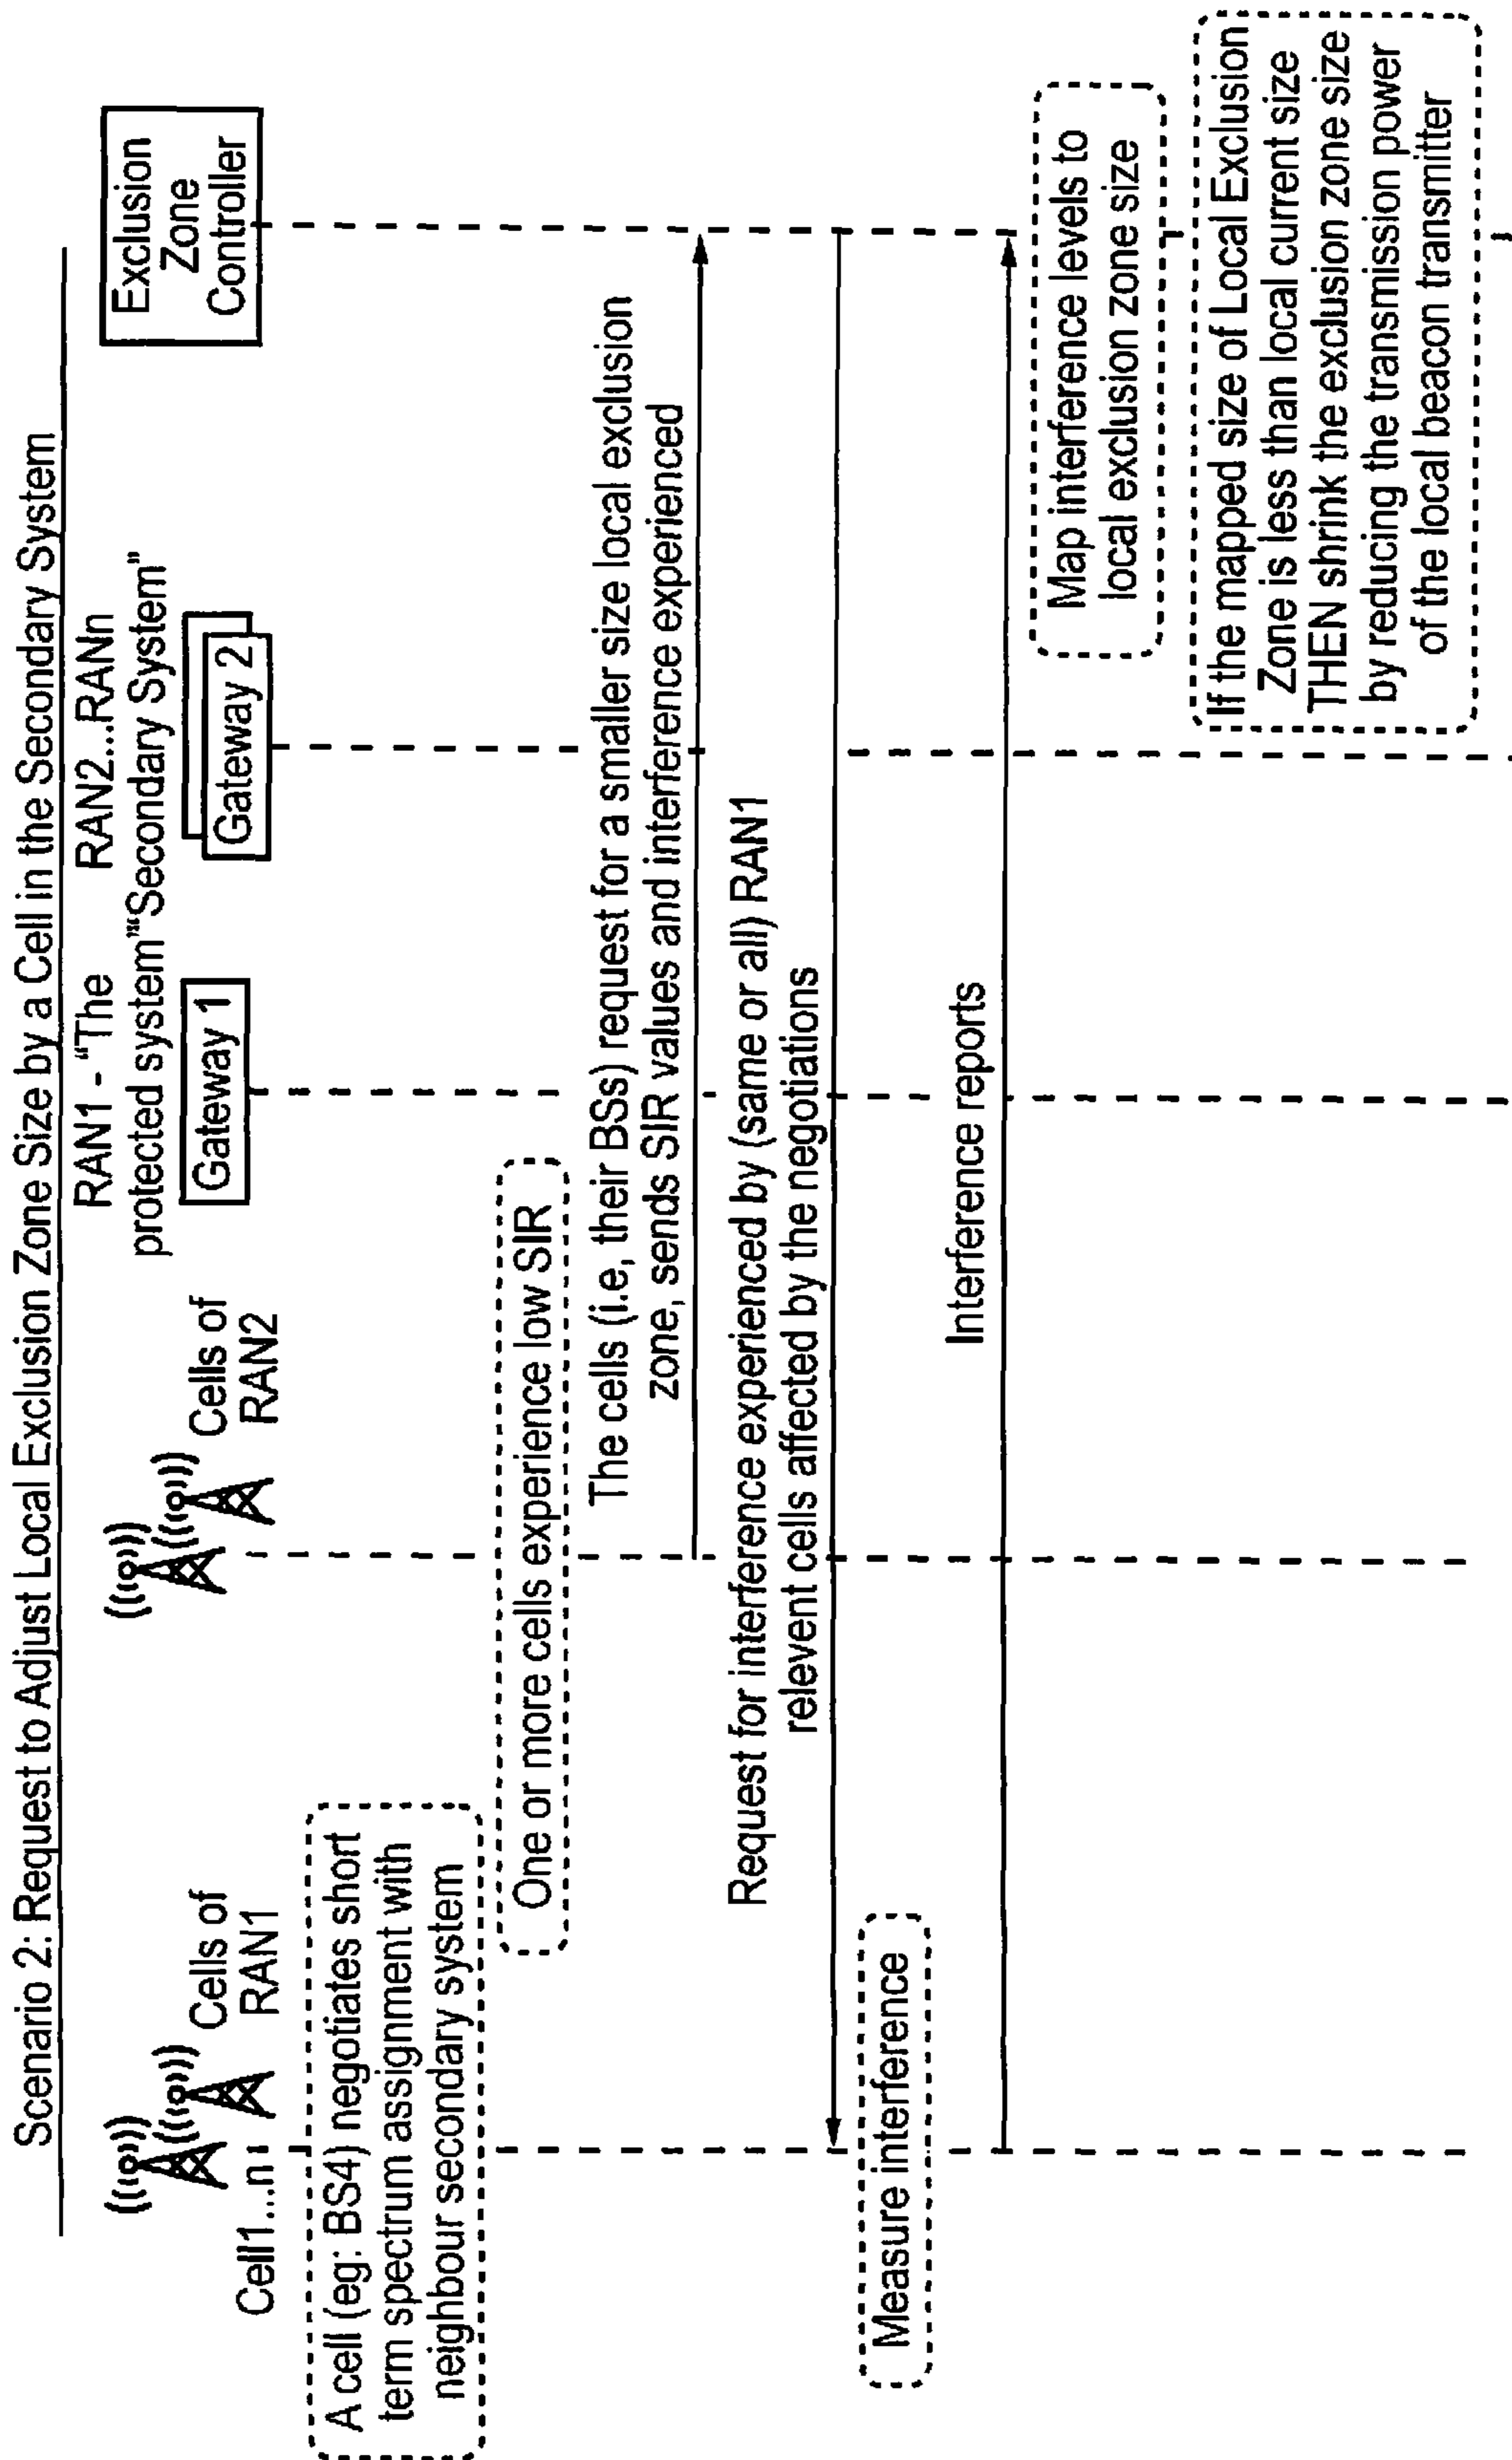 Scenario 2: Request to Adjust Local Exclusion Zone Size by a Cell in the Secondary System
Cell1...n
Cells of
RAN1
Cells of
RAN2
RAN1 - "The
protected system"
Gateway 1
RAN2...RANn
"Secondary System"
Gateway 2
Exclusion
Zone
Controller
A cell (eg: BS4) negotiates short
term spectrum assignment with
neighbour secondary system
One or more cells experience low SIR
The cells (i.e, their BSs) request for a smaller size local exclusion
zone, sends SIR values and interference experienced
Request for interference experienced by (same or all) RAN1
relevent cells affected by the negotiations
Measure interference
Interference reports
Map interference levels to
local exclusion zone size
If the mapped size of Local Exclusion
Zone is less than local current size
THEN shrink the exclusion zone size
by reducing the transmission power
of the local beacon transmitter